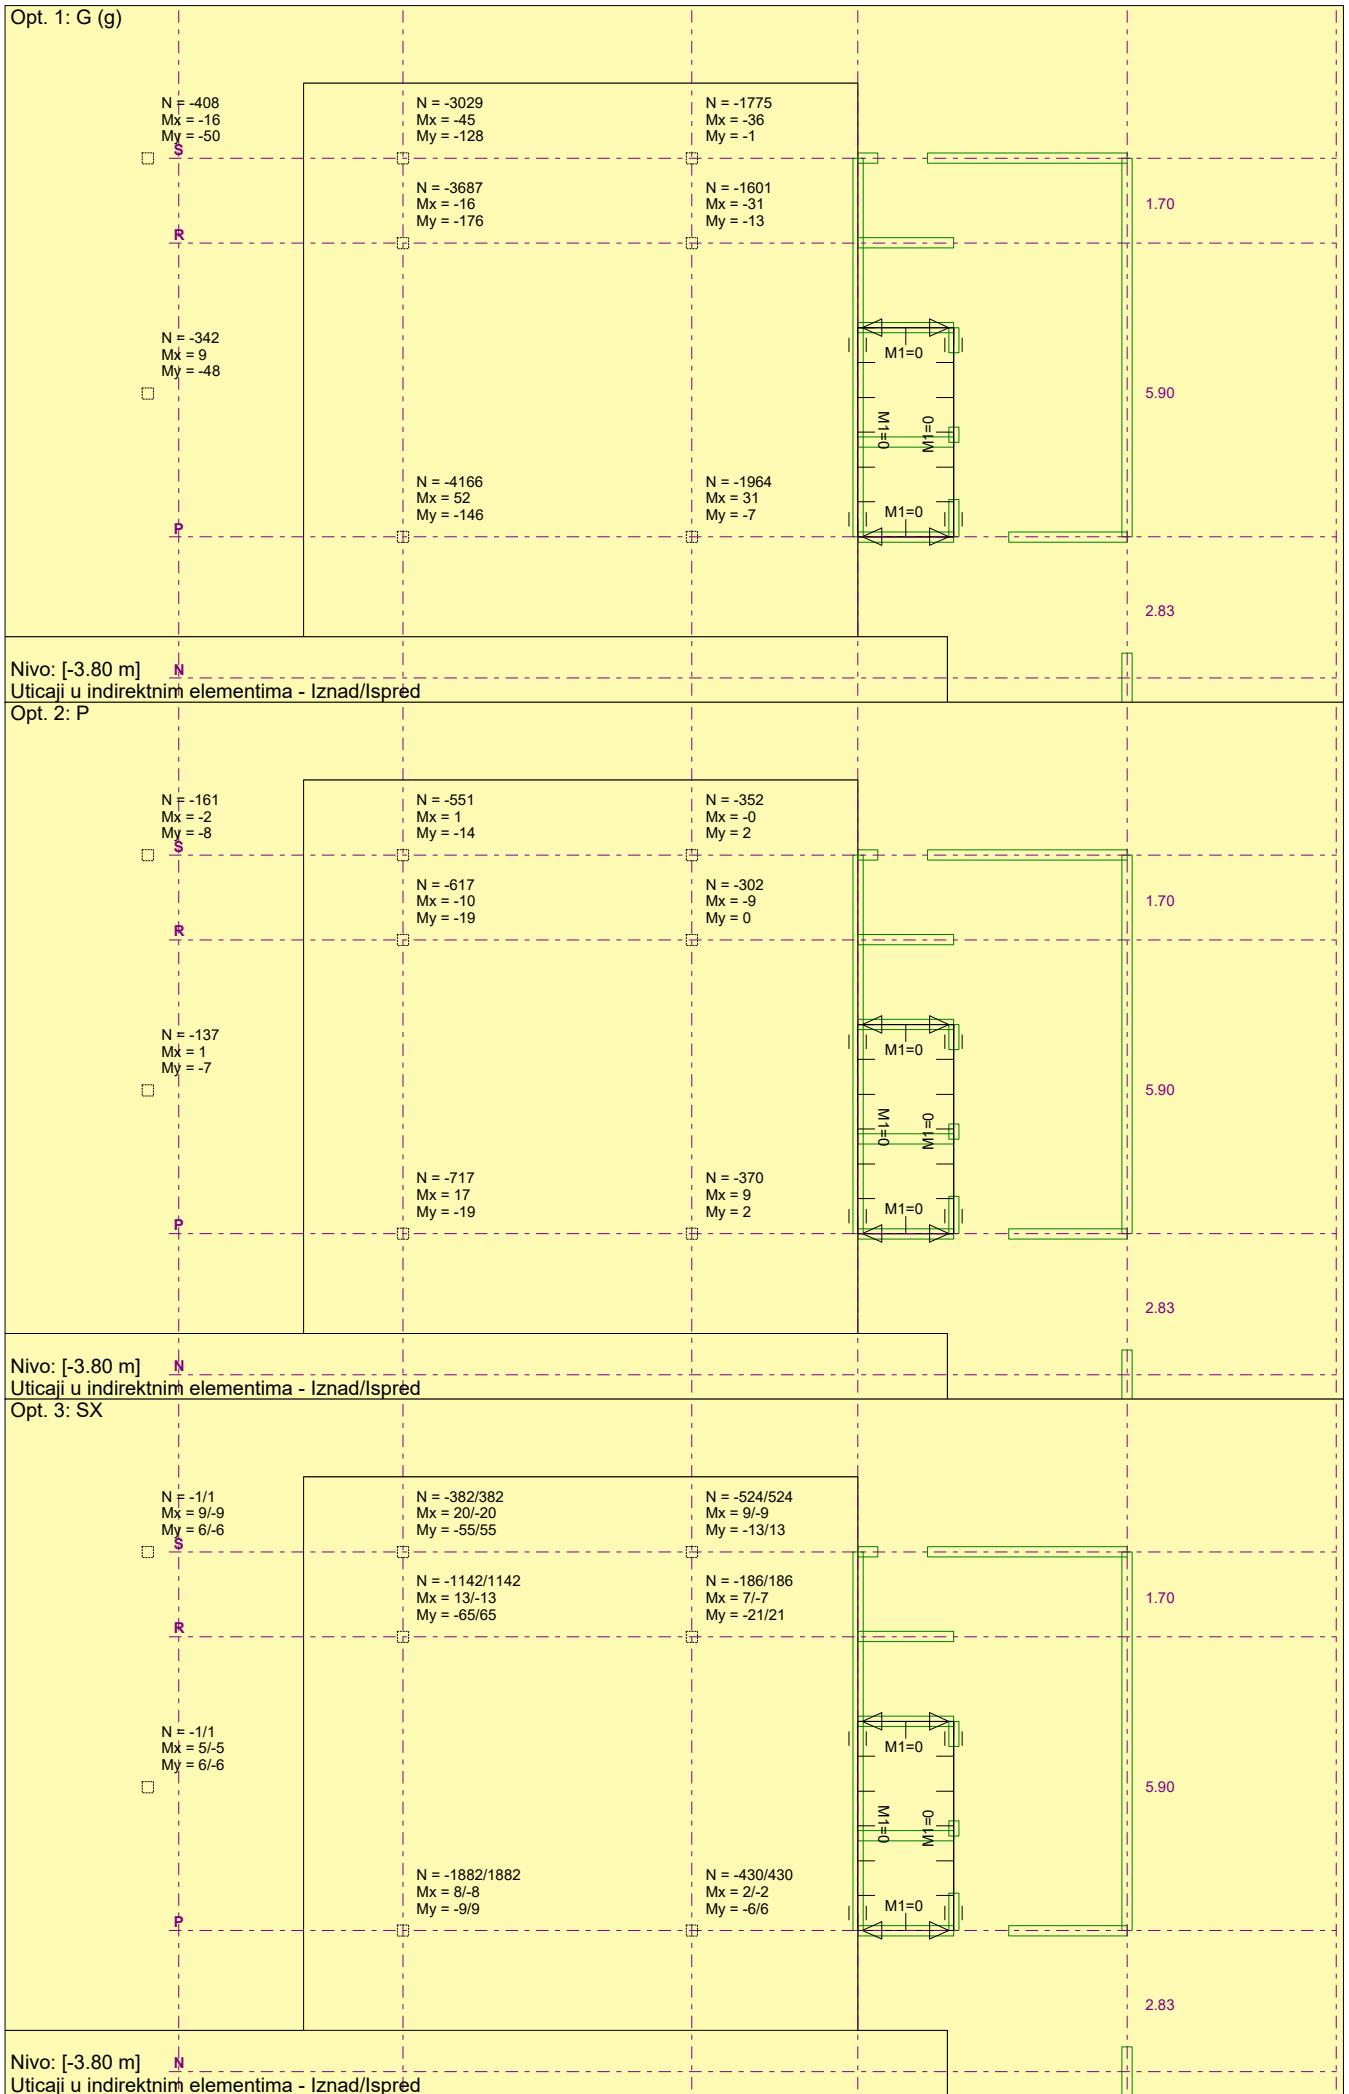 Opt. 1: G (g)
N = -408
Mx = -16
My = -50
N = -3029
Mx = -45
My = -128
N = -1775
Mx = -36
My = -1
S
N = -3687
Mx = -16
My = -176
N = -1601
Mx = -31
My = -13
1.70
R
N = -342
Mx = 9
My = -48
M1=0
5.90
M1=0
M1=0
N = -4166
Mx = 52
My = -146
N = -1964
Mx = 31
My = -7
M1=0
P
2.83
Nivo: [-3.80 m]
N
Uticaji u indirektnim elementima - Iznad/Ispred
Opt. 2: P
N = -161
Mx = -2
My = -8
N = -551
Mx = 1
My = -14
N = -352
Mx = -0
My = 2
S
N = -617
Mx = -10
My = -19
N = -302
Mx = -9
My = 0
1.70
R
N = -137
Mx = 1
My = -7
M1=0
5.90
M1=0
M1=0
N = -717
Mx = 17
My = -19
N = -370
Mx = 9
My = 2
M1=0
P
2.83
Nivo: [-3.80 m]
N
Uticaji u indirektnim elementima - Iznad/Ispred
Opt. 3: SX
N = -1/1
Mx = 9/-9
My = 6/-6
N = -382/382
Mx = 20/-20
My = -55/55
N = -524/524
Mx = 9/-9
My = -13/13
S
N = -1142/1142
Mx = 13/-13
My = -65/65
N = -186/186
Mx = 7/-7
My = -21/21
1.70
R
N = -1/1
Mx = 5/-5
My = 6/-6
M1=0
5.90
M1=0
M1=0
N = -1882/1882
Mx = 8/-8
My = -9/9
N = -430/430
Mx = 2/-2
My = -6/6
M1=0
P
2.83
Nivo: [-3.80 m]
N
Uticaji u indirektnim elementima - Iznad/Ispred